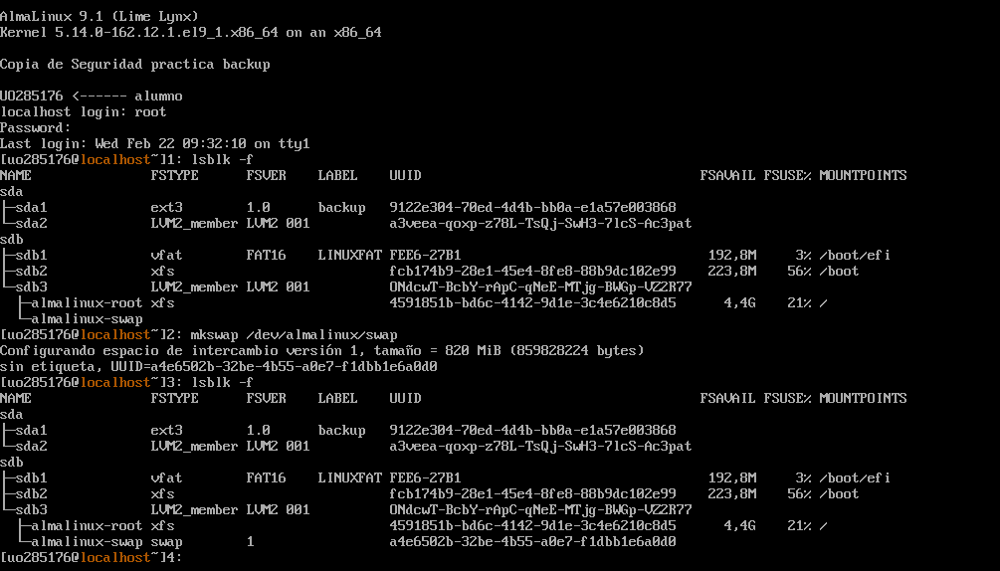 AlmaLinux 9.1 (Lime Lynx)
Kernel 5.14.0-162.12.1.el9_1.x86_64 on an x86_64
Copia de Seguridad practica backup
UO285176 <------ alumno
localhost login: root
Password:
Last login: Wed Feb 22 09:32:10 on tty1
[uo285176@localhost~]1: lsblk -f
NAME FSTYPE FSVER LABEL UUID FSAVAIL FSUSE% MOUNTPOINTS
sda
├─sda1 ext3 1.0 backup 9122e304-70ed-4d4b-bb0a-e1a57e003868
└─sda2 LVM2_member LVM2 001 a3veea-qoxp-z78L-TsQj-SwH3-7lcS-Ac3pat
sdb
├─sdb1 vfat FAT16 LINUXFAT FEE6-27B1 192,8M 3% /boot/efi
├─sdb2 xfs fcb174b9-28e1-45e4-8fe8-88b9dc102e99 223,8M 56% /boot
└─sdb3 LVM2_member LVM2 001 ONdcwT-BcbY-rApC-qNeE-MTjg-BWGp-VZ2R77
├─almalinux-root xfs 4591851b-bd6c-4142-9d1e-3c4e6210c8d5 4,4G 21% /
└─almalinux-swap
[uo285176@localhost~]2: mkswap /dev/almalinux/swap
Configurando espacio de intercambio versión 1, tamaño = 820 MiB (859828224 bytes)
sin etiqueta, UUID=a4e6502b-32be-4b55-a0e7-f1dbb1e6a0d0
[uo285176@localhost~]3: lsblk -f
NAME FSTYPE FSVER LABEL UUID FSAVAIL FSUSE% MOUNTPOINTS
sda
├─sda1 ext3 1.0 backup 9122e304-70ed-4d4b-bb0a-e1a57e003868
└─sda2 LVM2_member LVM2 001 a3veea-qoxp-z78L-TsQj-SwH3-7lcS-Ac3pat
sdb
├─sdb1 vfat FAT16 LINUXFAT FEE6-27B1 192,8M 3% /boot/efi
├─sdb2 xfs fcb174b9-28e1-45e4-8fe8-88b9dc102e99 223,8M 56% /boot
└─sdb3 LVM2_member LVM2 001 ONdcwT-BcbY-rApC-qNeE-MTjg-BWGp-VZ2R77
├─almalinux-root xfs 4591851b-bd6c-4142-9d1e-3c4e6210c8d5 4,4G 21% /
└─almalinux-swap swap 1 a4e6502b-32be-4b55-a0e7-f1dbb1e6a0d0
[uo285176@localhost~]4: